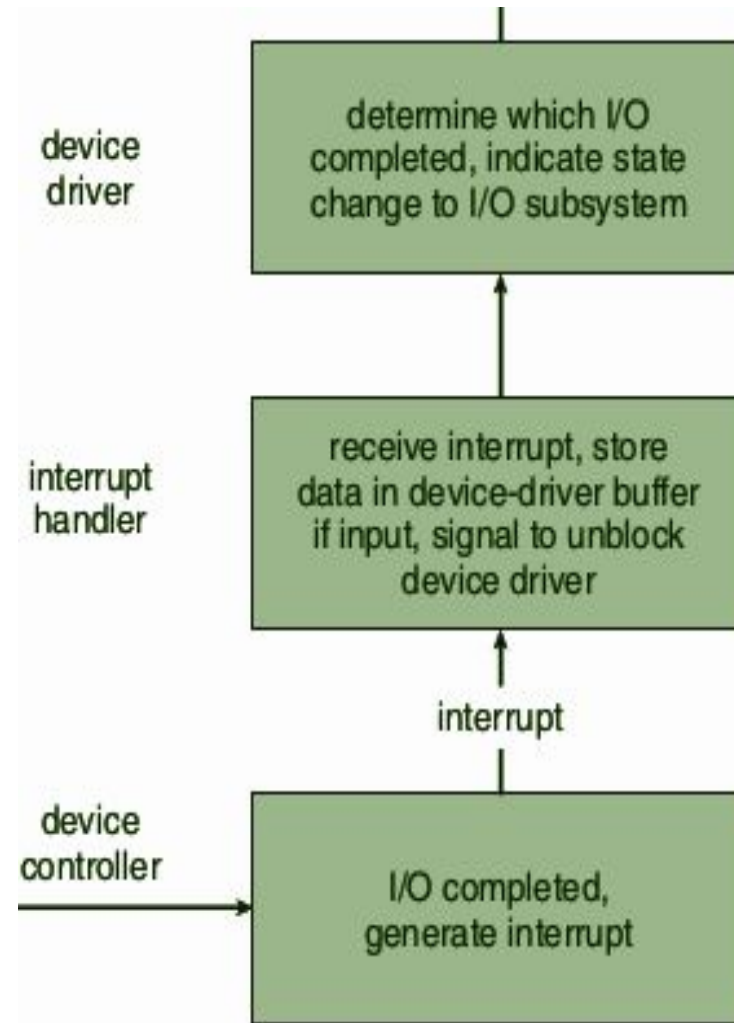 device
driver
determine which I/O
completed, indicate state
change to I/O subsystem
interrupt
handler
receive interrupt, store
data in device-driver buffer
if input, signal to unblock
device driver
interrupt
device
controller
I/O completed,
generate interrupt